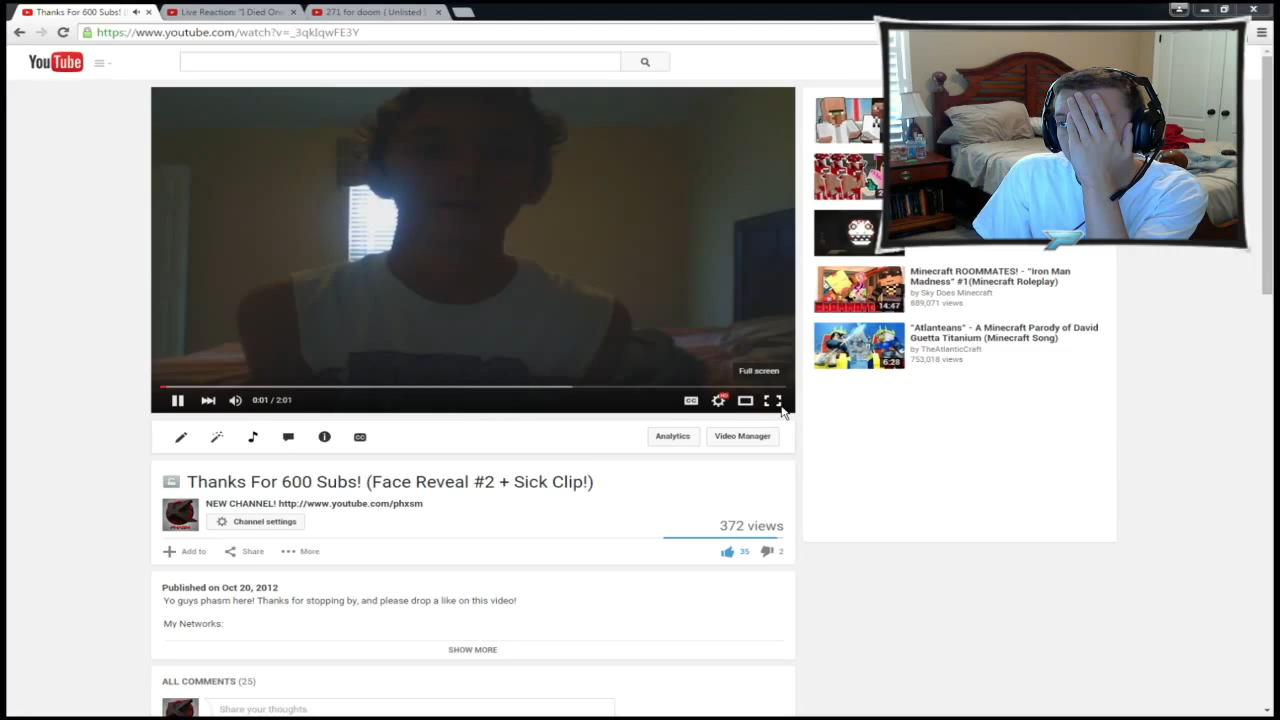 Thanks For 600 Subs! (
Live Reaction: "I Died On
271 for doom ( Unlisted )
https://www.youtube.com/watch?v=_3qklqwFE3Y
YouTube
Full screen
0:01 / 2:01
CC
HD
CC
Analytics
Video Manager
Thanks For 600 Subs! (Face Reveal #2 + Sick Clip!)
NEW CHANNEL! http://www.youtube.com/phxsm
Channel settings
372 views
Add to
Share
More
35
2
Published on Oct 20, 2012
Yo guys phasm here! Thanks for stopping by, and please drop a like on this video!
My Networks:
SHOW MORE
ALL COMMENTS (25)
Share your thoughts
14:47
Minecraft ROOMMATES! - "Iron Man
Madness" #1(Minecraft Roleplay)
by Sky Does Minecraft
889,071 views
6:28
"Atlanteans" - A Minecraft Parody of David
Guetta Titanium (Minecraft Song)
by TheAtlanticCraft
753,018 views